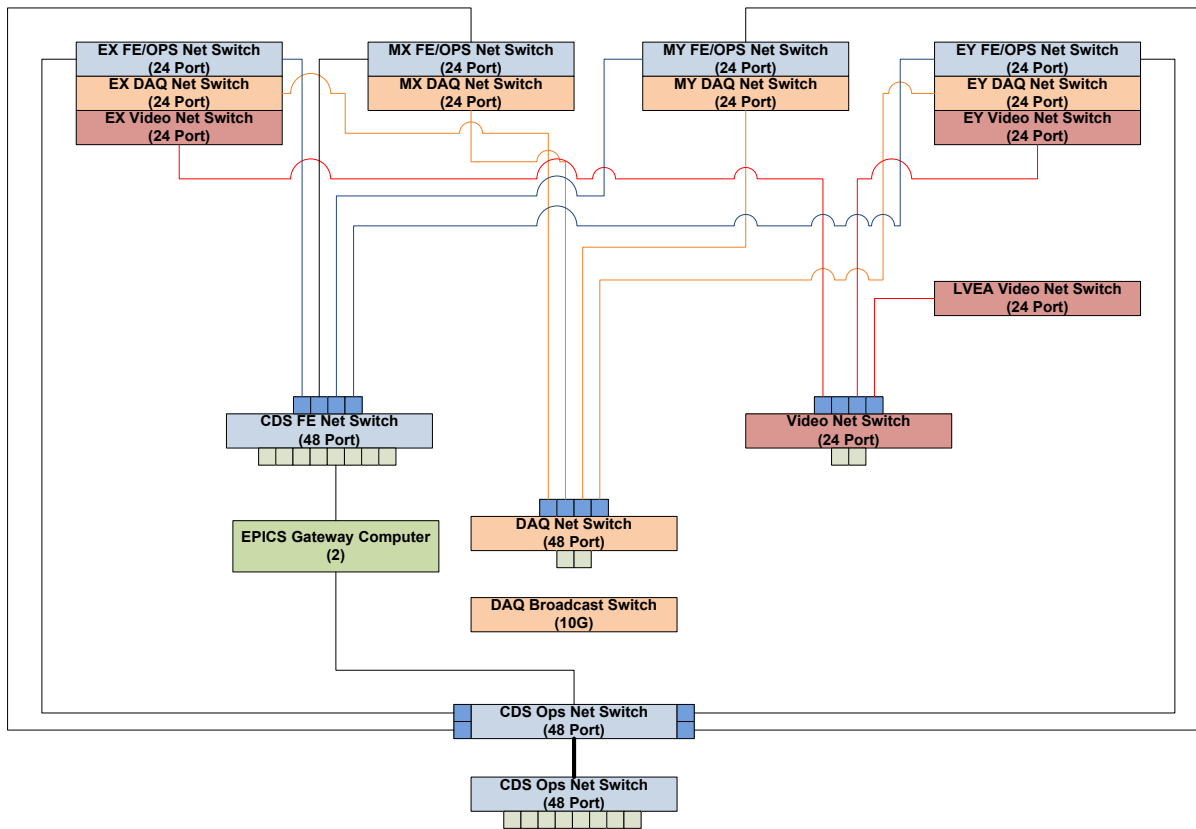 EX FE/OPS Net Switch
(24 Port)
EX DAQ Net Switch
(24 Port)
EX Video Net Switch
(24 Port)
MX FE/OPS Net Switch
(24 Port)
MX DAQ Net Switch
(24 Port)
MY FE/OPS Net Switch
(24 Port)
MY DAQ Net Switch
(24 Port)
EY FE/OPS Net Switch
(24 Port)
EY DAQ Net Switch
(24 Port)
EY Video Net Switch
(24 Port)
LVEA Video Net Switch
(24 Port)
CDS FE Net Switch
(48 Port)
Video Net Switch
(24 Port)
EPICS Gateway Computer
(2)
DAQ Net Switch
(48 Port)
DAQ Broadcast Switch
(10G)
CDS Ops Net Switch
(48 Port)
CDS Ops Net Switch
(48 Port)